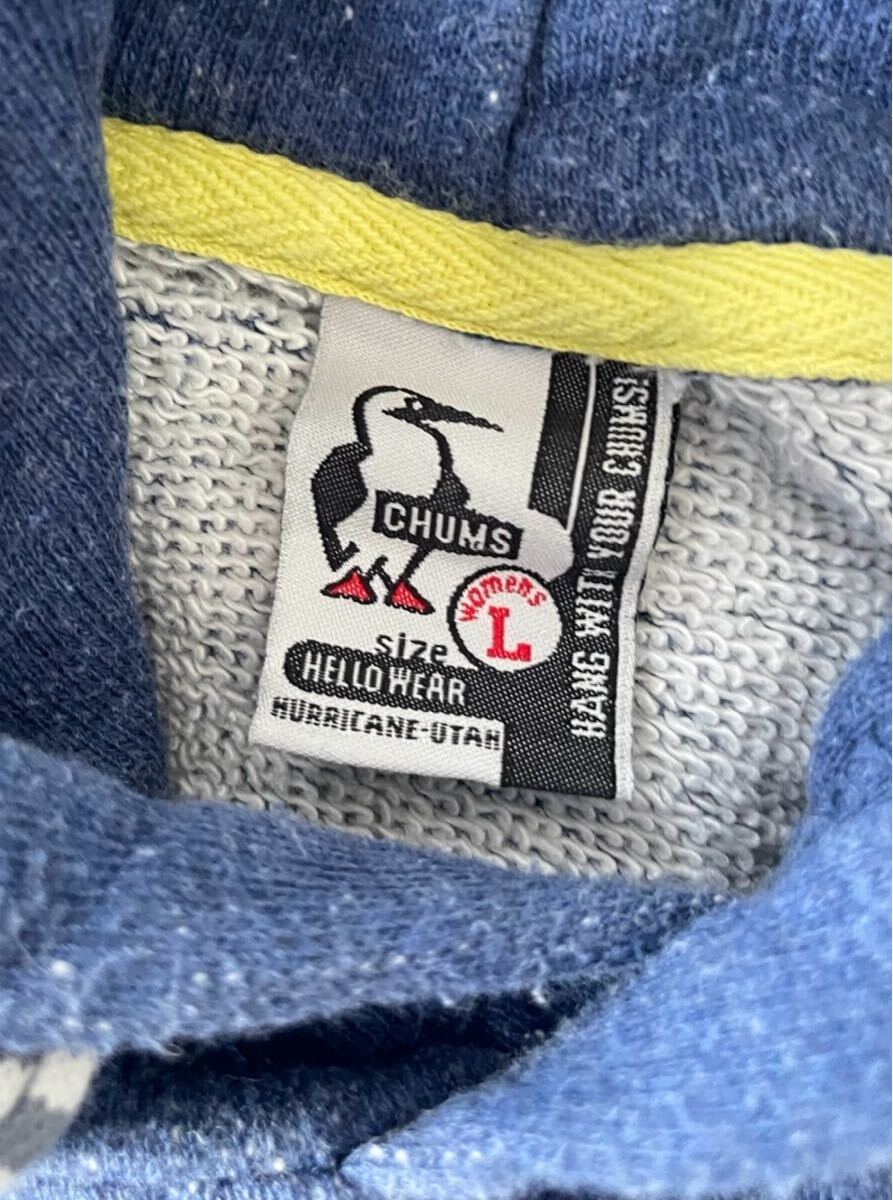 CHUMS
womens
L
size
HELLO WEAR
HURRICANE-UTAH
HANG WITH YOUR CHUMS!